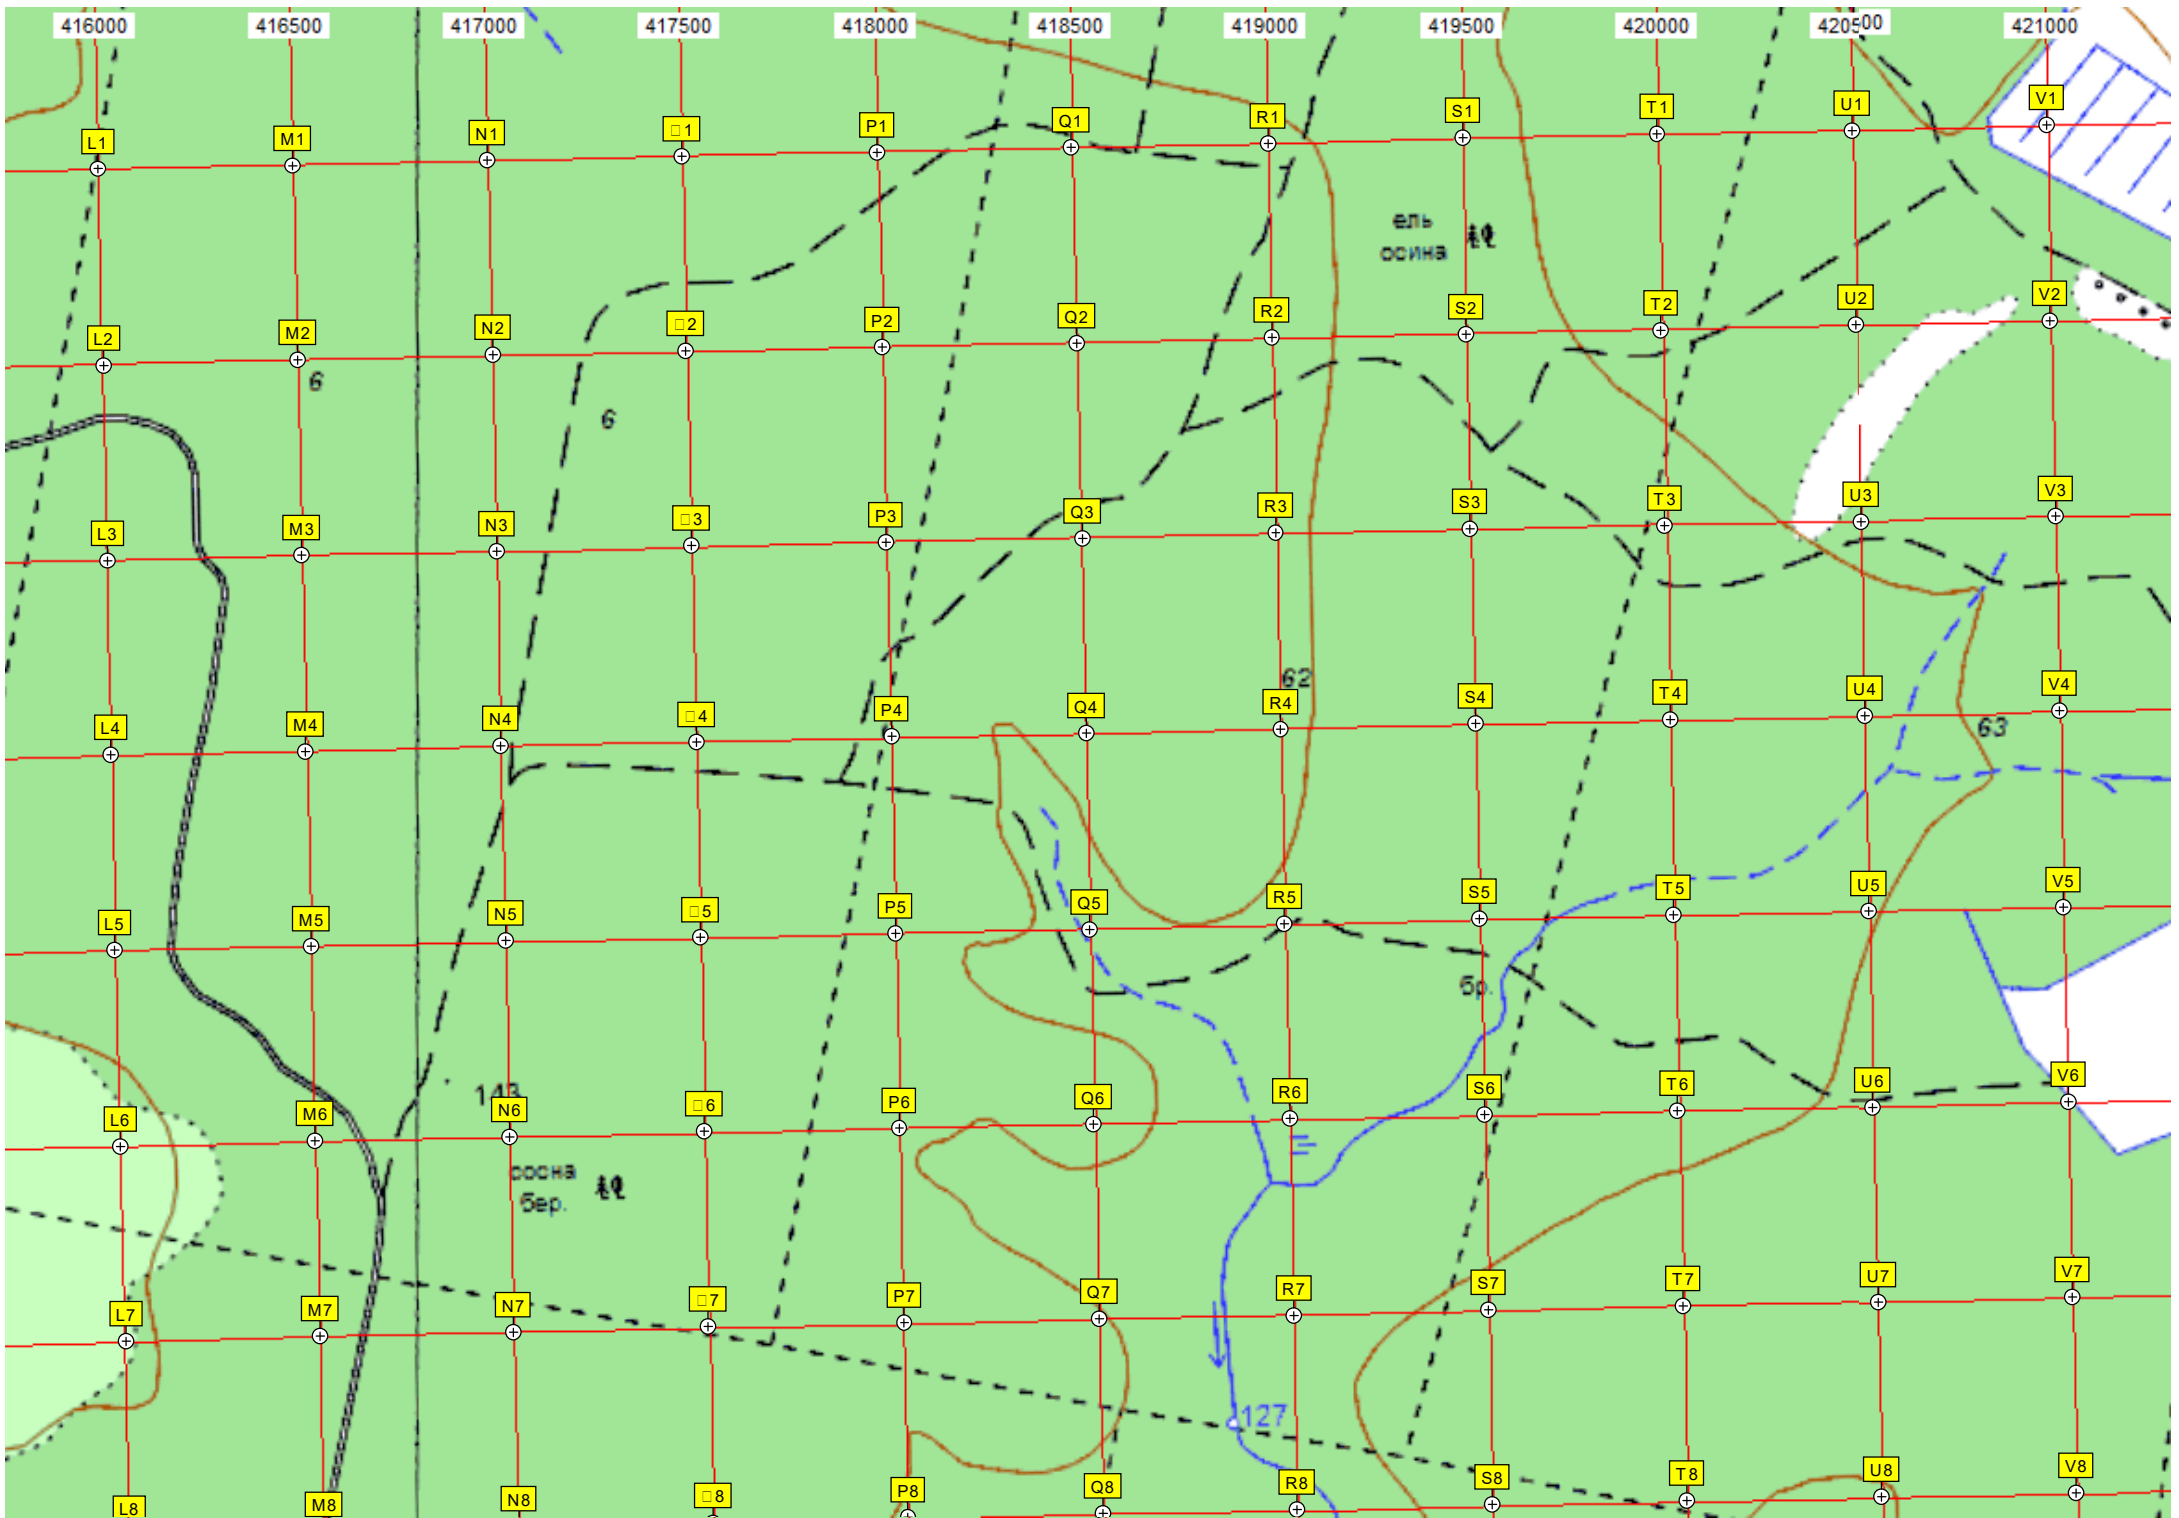 416000 416500 417000 417500 418000 418500 419000 419500 420000 420500 421000
L1 M1 N1 □1 P1 Q1 R1 S1 T1 U1 V1
ель
осина
L2 M2 N2 □2 P2 Q2 R2 S2 T2 U2 V2
6
6
L3 M3 N3 □3 P3 Q3 R3 S3 T3 U3 V3
62
L4 M4 N4 □4 P4 Q4 R4 S4 T4 U4 V4
63
L5 M5 N5 □5 P5 Q5 R5 S5 T5 U5 V5
бр.
143
L6 M6 N6 □6 P6 Q6 R6 S6 T6 U6 V6
сосна
бер.
L7 M7 N7 □7 P7 Q7 R7 S7 T7 U7 V7
127
L8 M8 N8 □8 P8 Q8 R8 S8 T8 U8 V8